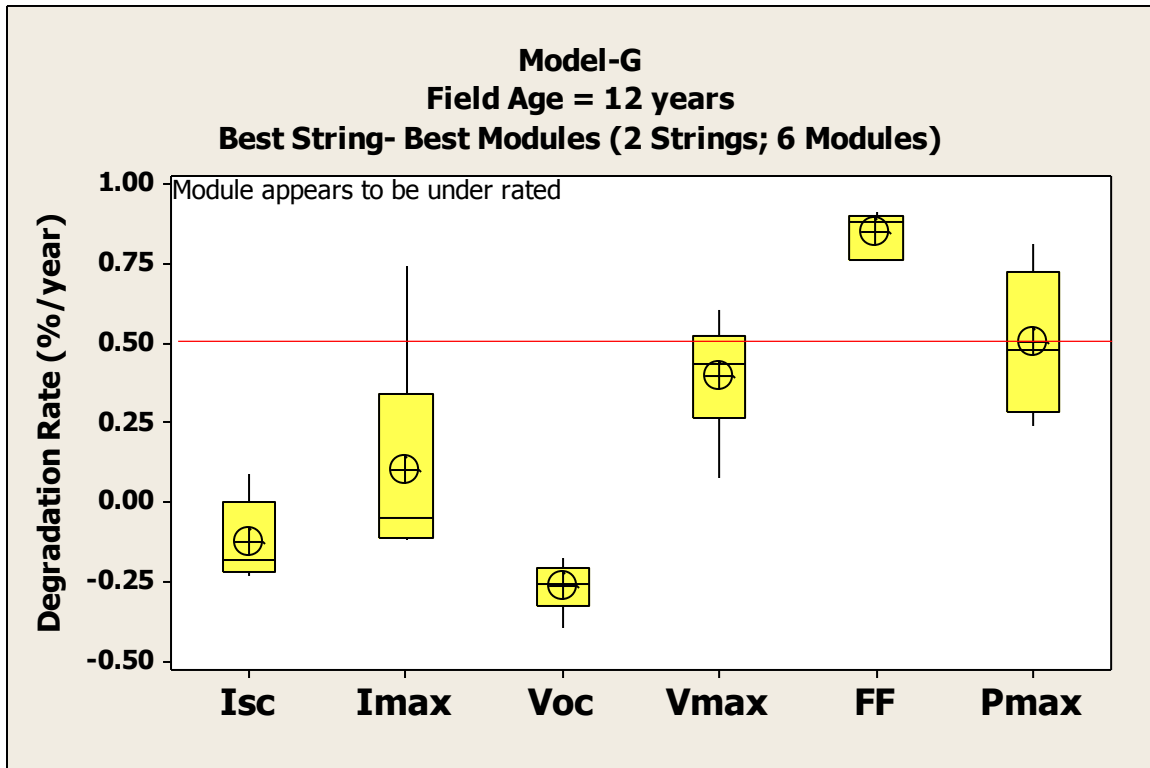 Model-G
Field Age = 12 years
Best String- Best Modules (2 Strings; 6 Modules)
Module appears to be under rated
Degradation Rate (%/year)
1.00
0.75
0.50
0.25
0.00
-0.25
-0.50
Isc Imax Voc Vmax FF Pmax